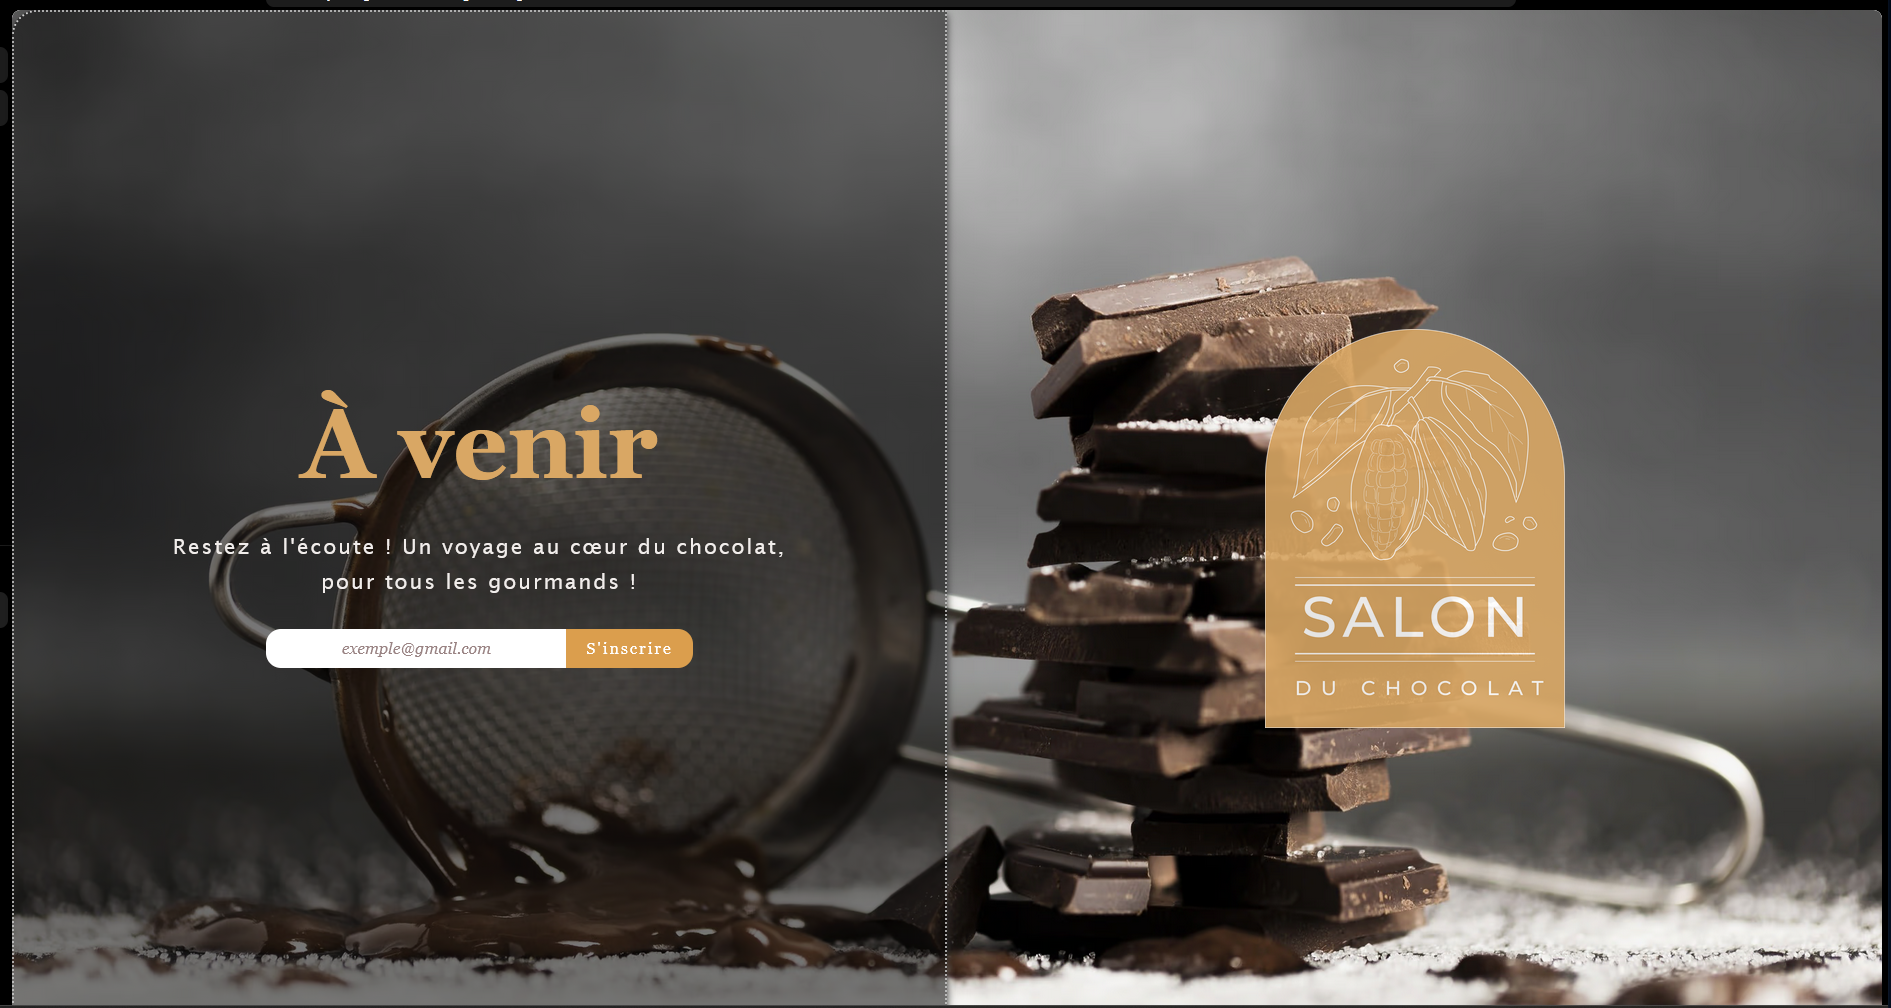 À venir
Restez à l'écoute ! Un voyage au cœur du chocolat,
pour tous les gourmands !
exemple@gmail.com
S'inscrire
SALON
DU CHOCOLAT